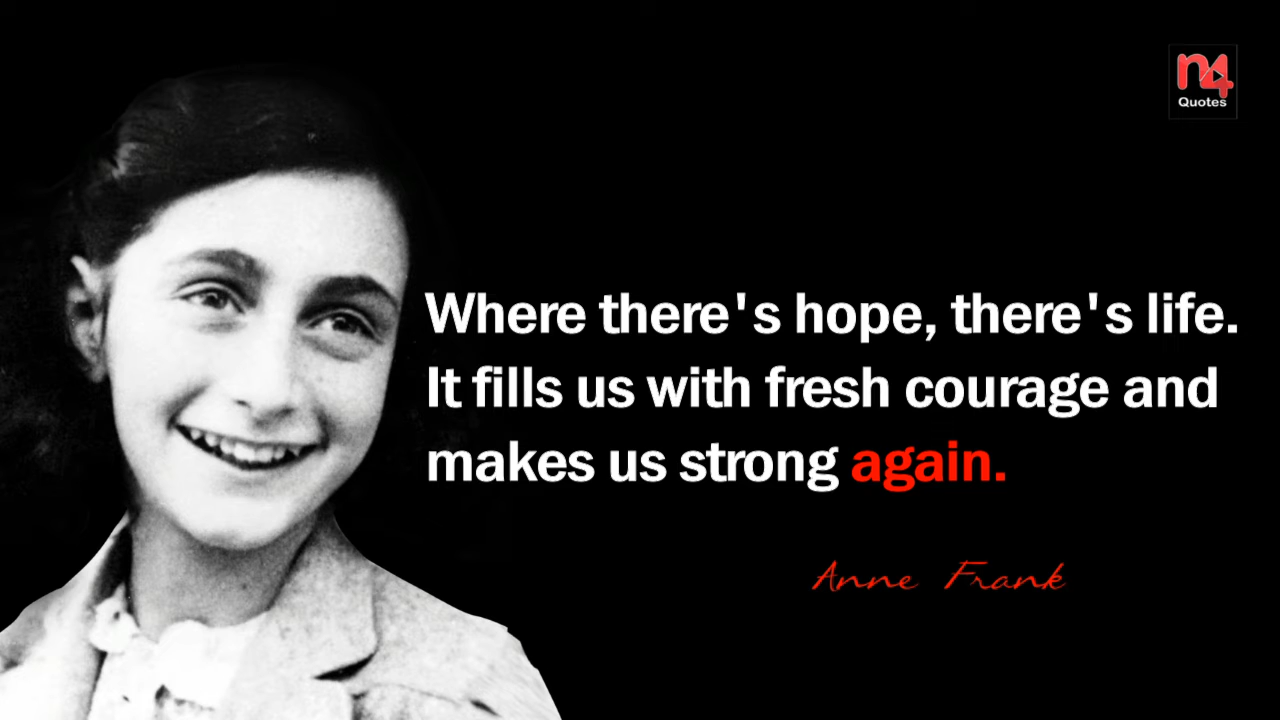 n4
Quotes
Where there's hope, there's life.
It fills us with fresh courage and
makes us strong again.
Anne Frank